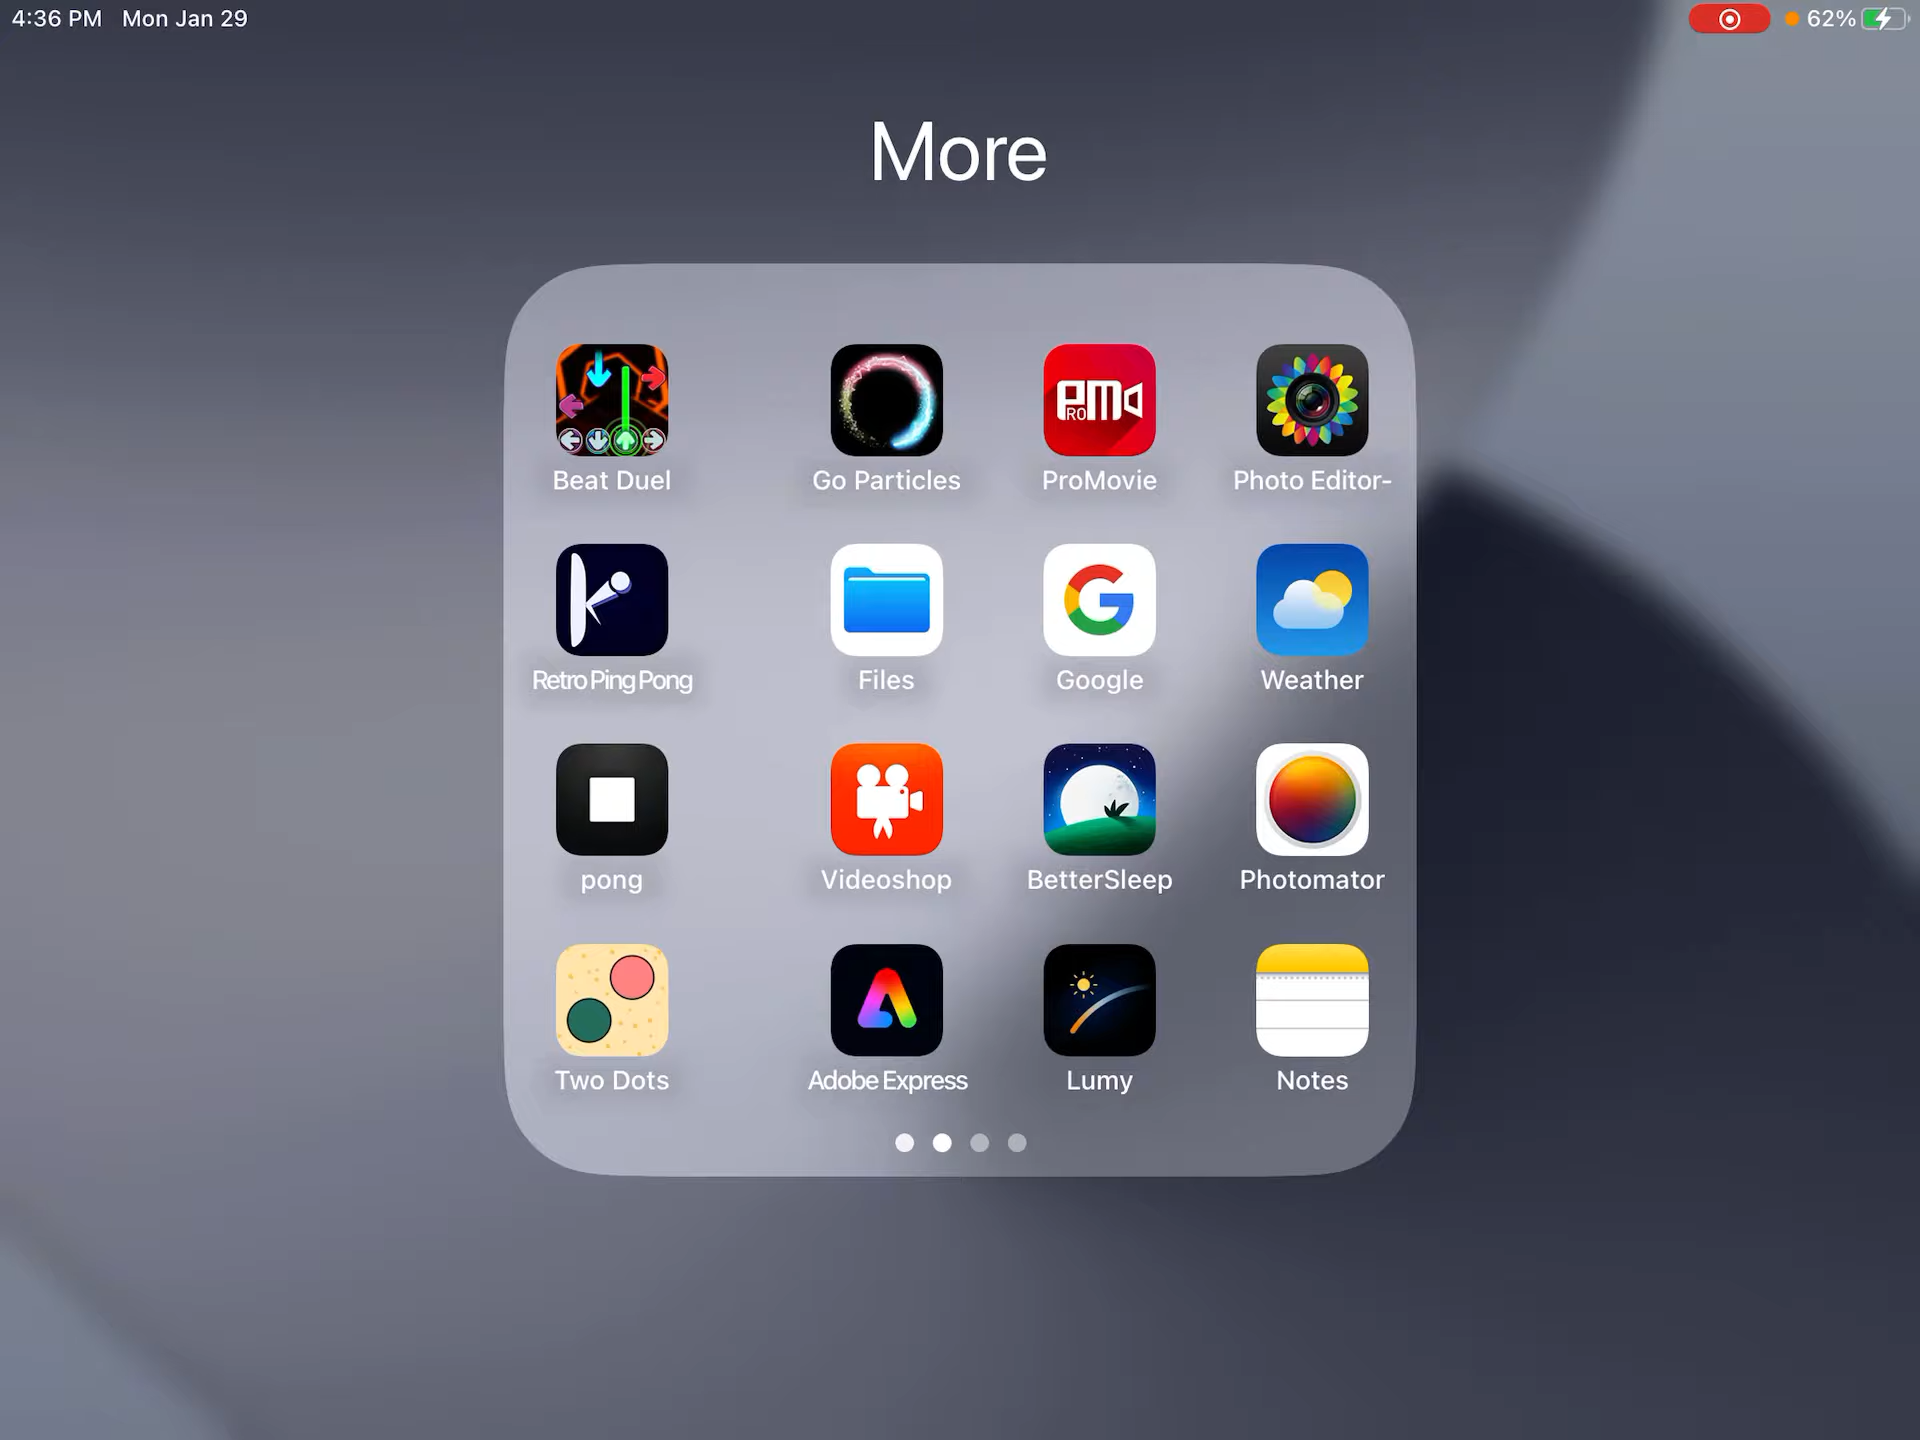 4:36 PM Mon Jan 29
62%
More
PROM
Beat Duel
Go Particles
ProMovie
Photo Editor-
G
Retro Ping Pong
Files
Google
Weather
pong
Videoshop
BetterSleep
Photomator
Two Dots
Adobe Express
Lumy
Notes